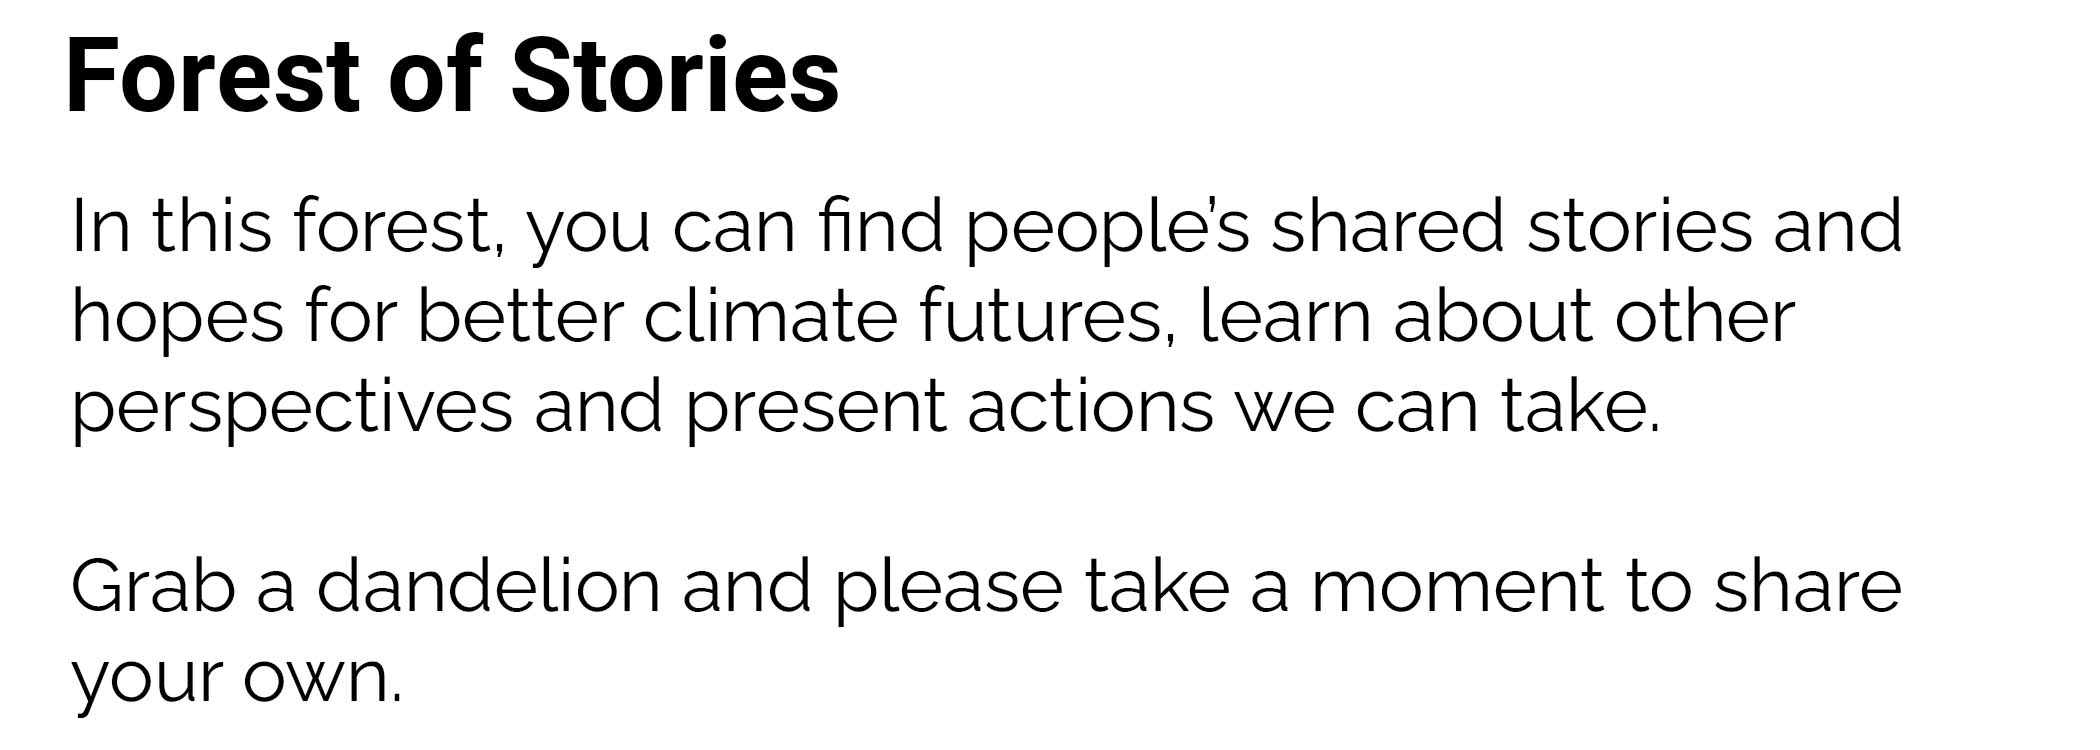 Forest of Stories
In this forest, you can find people's shared stories and
hopes for better climate futures, learn about other
perspectives and present actions we can take.
Grab a dandelion and please take a moment to share
your own.